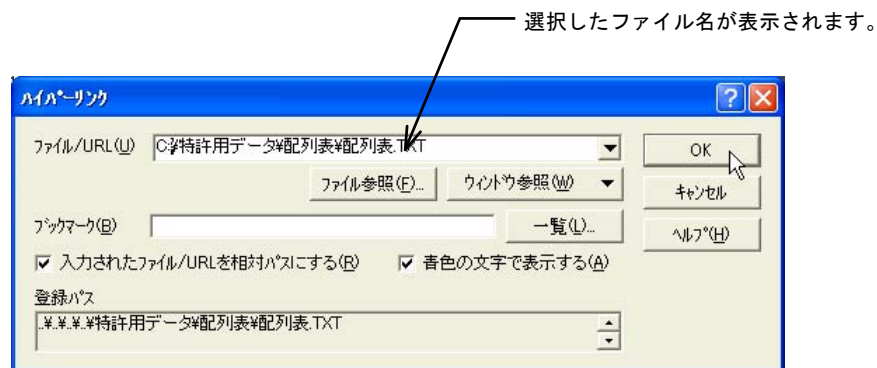 選択したファイル名が表示されます。
ﾊｲﾊﾟｰﾘﾝｸ
ﾌｧｲﾙ/URL(U) C:¥特許用データ¥配列表¥配列表.TXT OK
ファイル参照(F)... ｳｨﾝﾄﾞｳ参照(W) ｷｬﾝｾﾙ
ﾌﾞｯｸﾏｰｸ(B) 一覧(L)... ﾍﾙﾌﾟ(H)
入力されたﾌｧｲﾙ/URLを相対ﾊﾟｽにする(R) 青色の文字で表示する(A)
登録ﾊﾟｽ
..¥.¥.¥.¥特許用データ¥配列表¥配列表.TXT